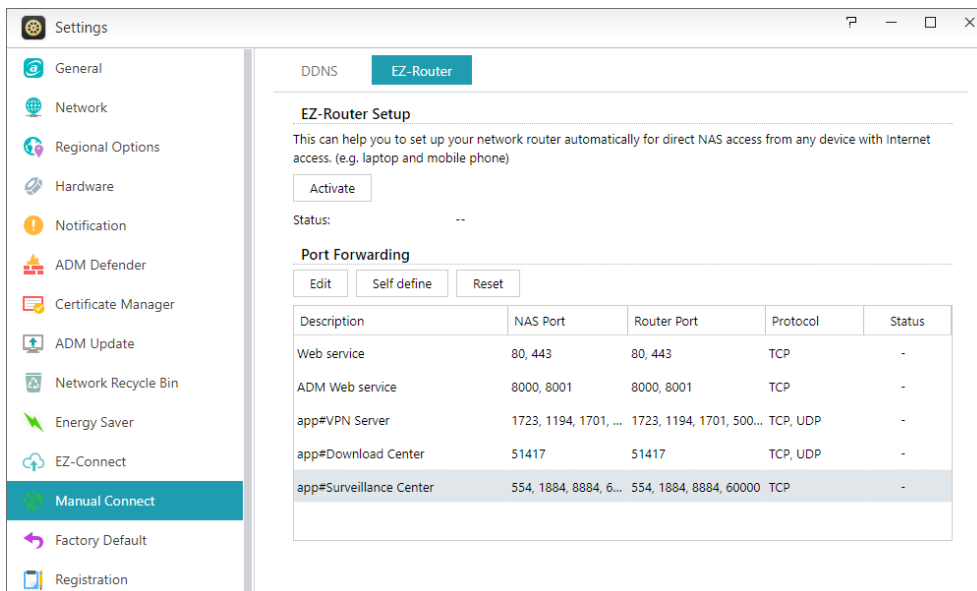 Settings
General
Network
Regional Options
Hardware
Notification
ADM Defender
Certificate Manager
ADM Update
Network Recycle Bin
Energy Saver
EZ-Connect
Manual Connect
Factory Default
Registration
DDNS EZ-Router
EZ-Router Setup
This can help you to set up your network router automatically for direct NAS access from any device with Internet
access. (e.g. laptop and mobile phone)
Activate
Status: --
Port Forwarding
Edit Self define Reset
Description NAS Port Router Port Protocol Status
Web service 80, 443 80, 443 TCP -
ADM Web service 8000, 8001 8000, 8001 TCP -
app#VPN Server 1723, 1194, 1701, ... 1723, 1194, 1701, 500... TCP, UDP -
app#Download Center 51417 51417 TCP, UDP -
app#Surveillance Center 554, 1884, 8884, 6... 554, 1884, 8884, 60000 TCP -